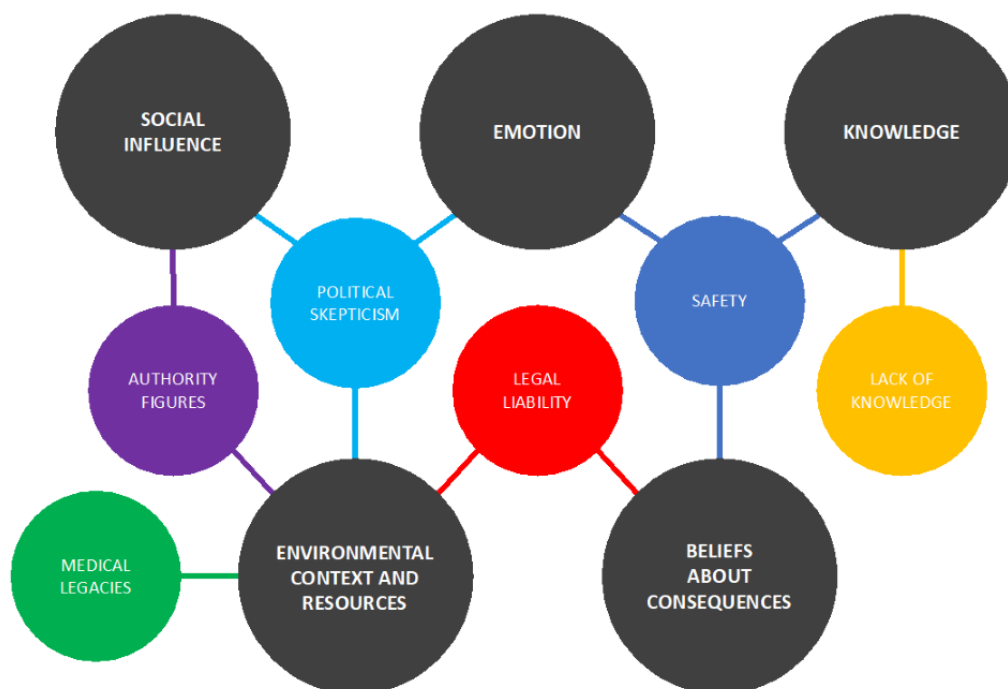 SOCIAL
INFLUENCE
EMOTION
KNOWLEDGE
POLITICAL
SKEPTICISM
SAFETY
AUTHORITY
FIGURES
LEGAL
LIABILITY
LACK OF
KNOWLEDGE
MEDICAL
LEGACIES
ENVIRONMENTAL
CONTEXT AND
RESOURCES
BELIEFS
ABOUT
CONSEQUENCES